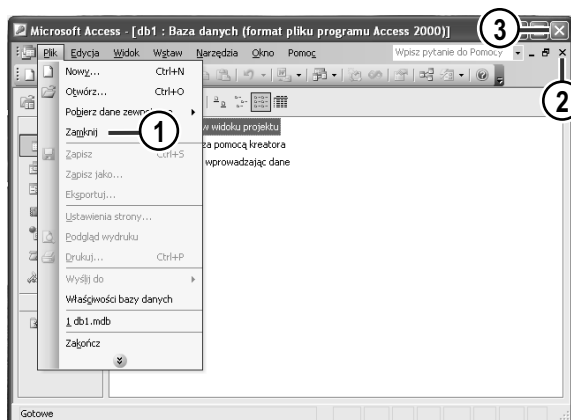 Microsoft Access - [db1 : Baza danych (format pliku programu Access 2000)]
3
Plik Edycja Widok Wstaw Narzędzia Okno Pomoc Wpisz pytanie do Pomocy
2
Nowy... Ctrl+N
Otwórz... Ctrl+O
Pobierz dane
Zamknij
1
w widoku projektu
za pomocą kreatora
wprowadzając dane
Zapisz Ctrl+S
Zapisz jako...
Eksportuj...
Ustawienia strony...
Podgląd wydruku
Drukuj... Ctrl+P
Wyślij do
Właściwości bazy danych
1 db1.mdb
Zakończ
Gotowe